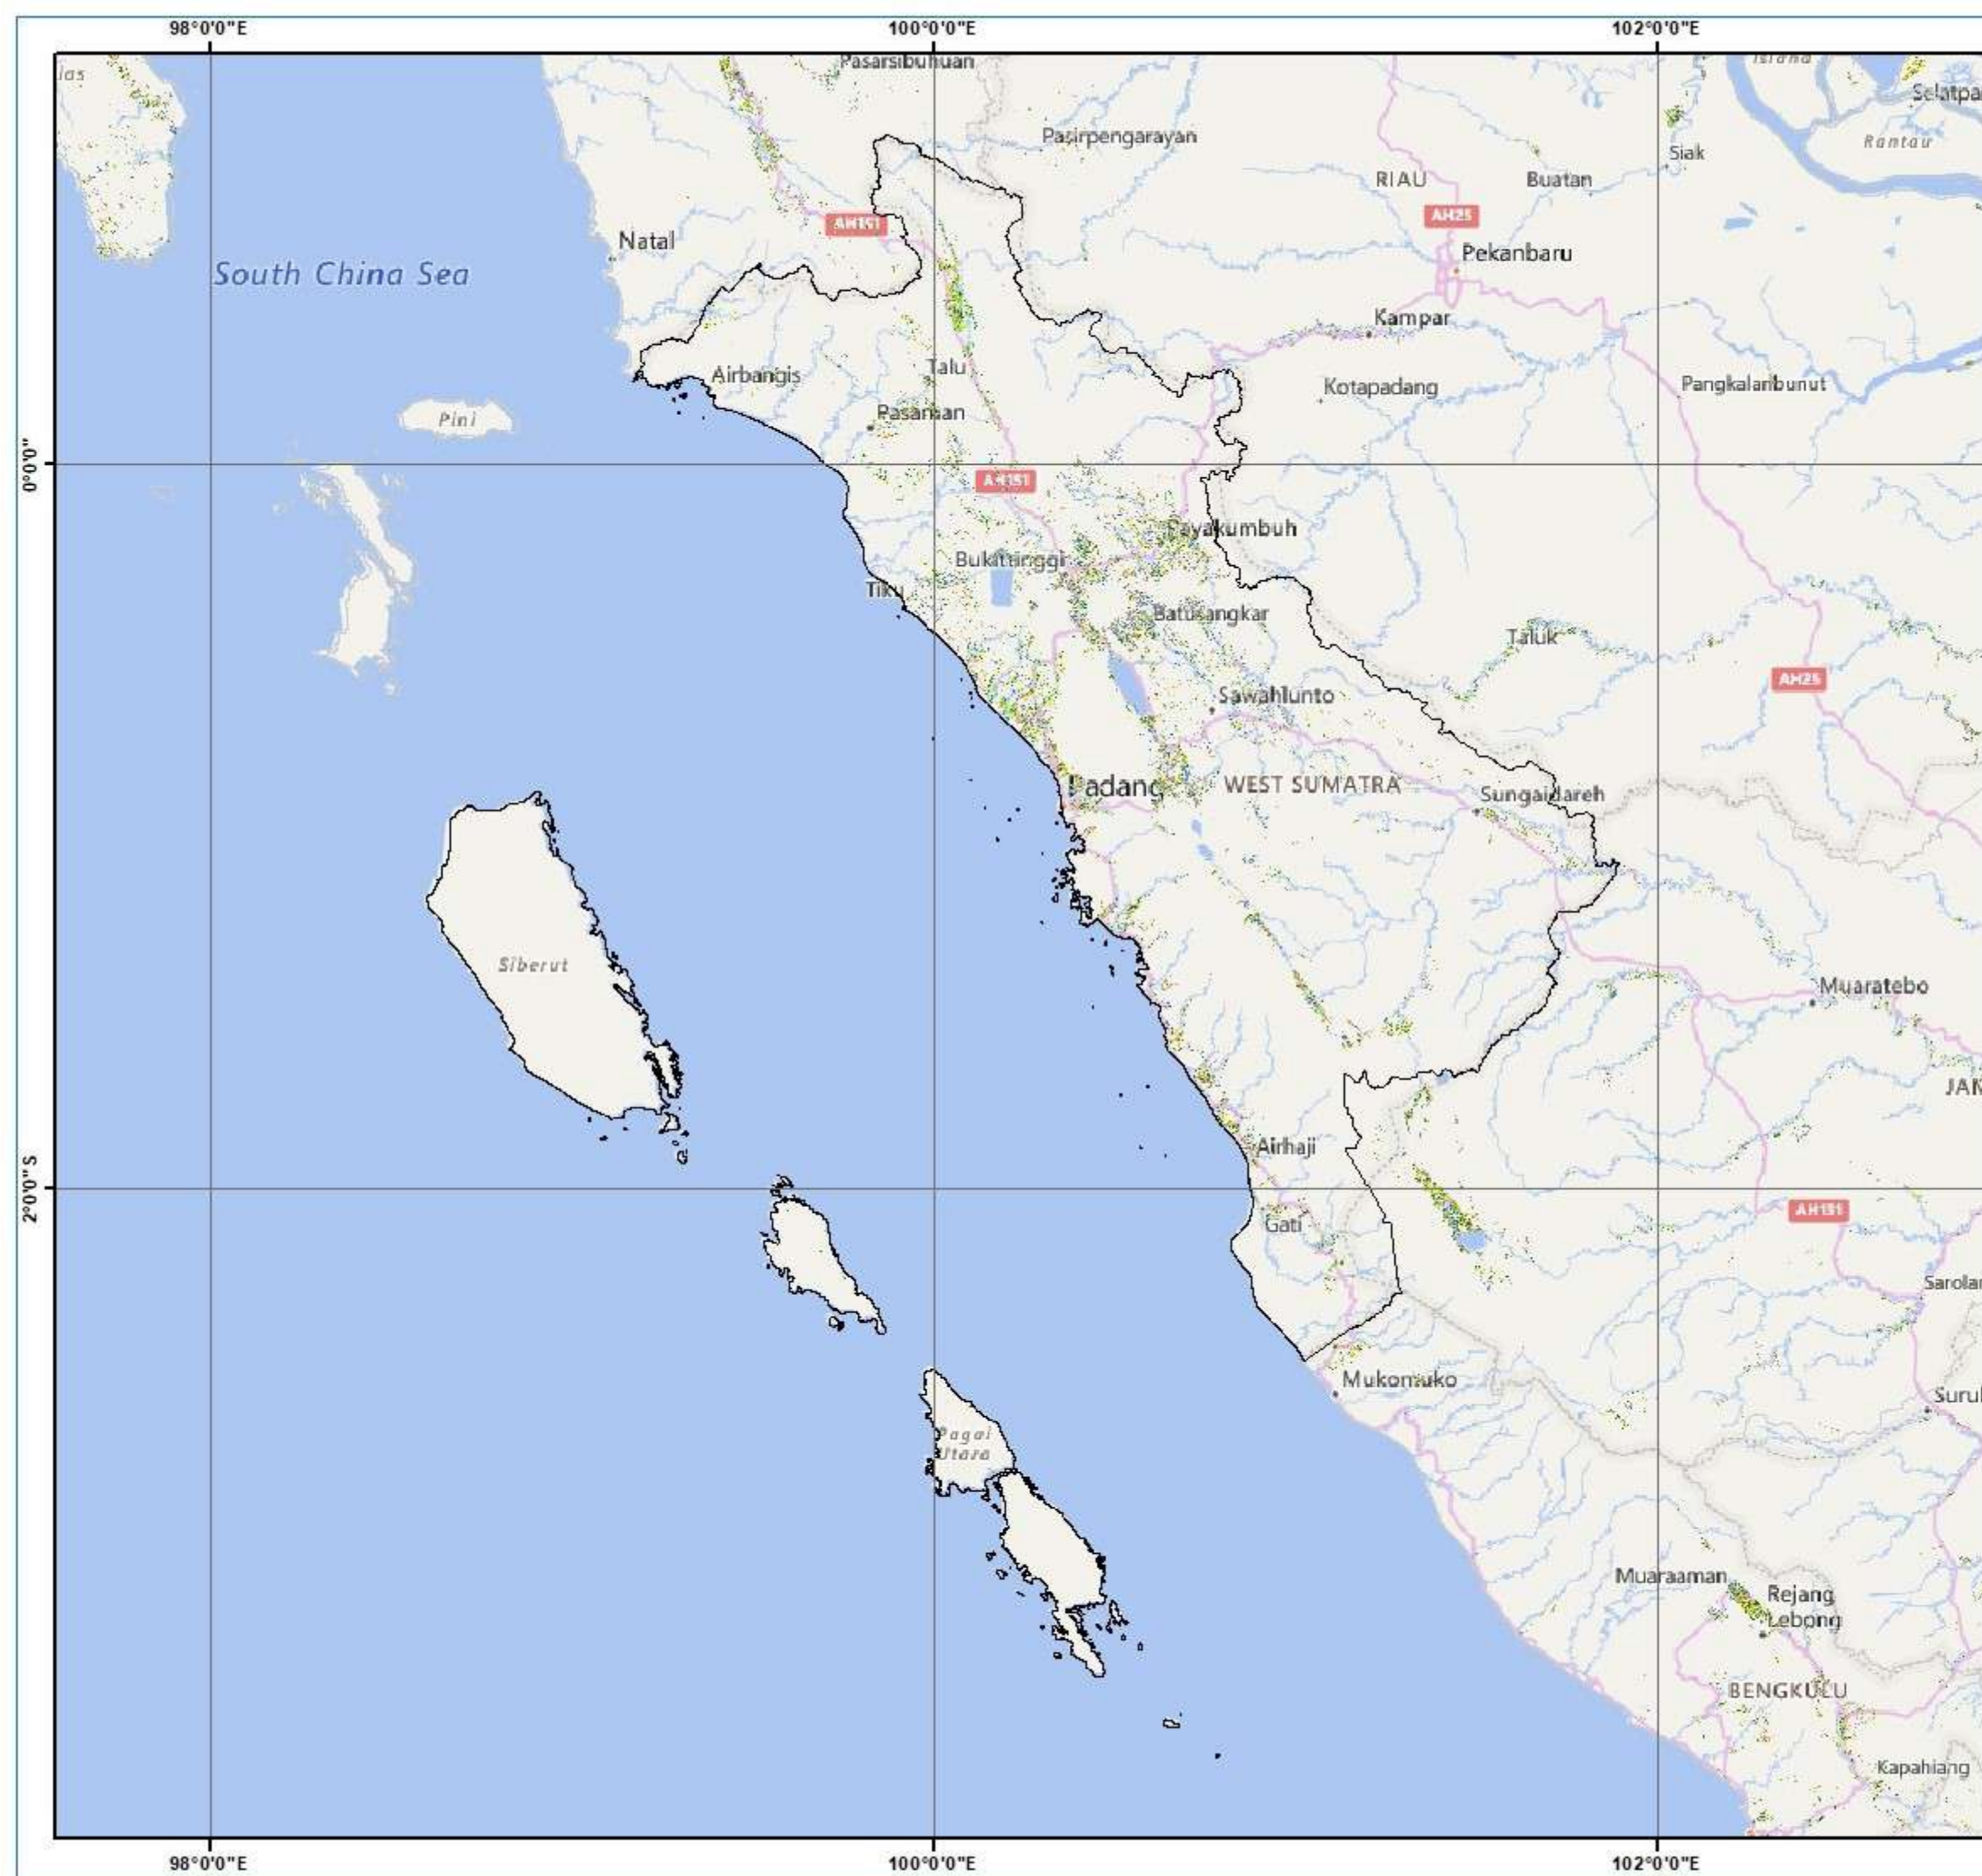 98°0'0"E
100°0'0"E
102°0'0"E
ias
Pasarsibuhuan
Island
Selatpa
Pasirpengarayan
Rantau
Siak
RIAU
Buatan
AH25
AH151
Natal
Pekanbaru
South China Sea
Kampar
Talu
Airbangis
Kotapadang
Pangkalanbunut
Pini
Pasaman
0°0'0"
AH151
Payakumbuh
Bukittinggi
Tiku
Batusangkar
Taluk
AH25
Sawahlunto
Padang
WEST SUMATRA
Sungaidareh
Siberut
Muaratebo
JAN
Airhaji
2°0'0"S
AH151
Gati
Sarolan
Mukomuko
Surul
Pagai
Utara
Muaraaman
Rejang
Lebong
BENGKULU
Kapahiang
98°0'0"E
100°0'0"E
102°0'0"E